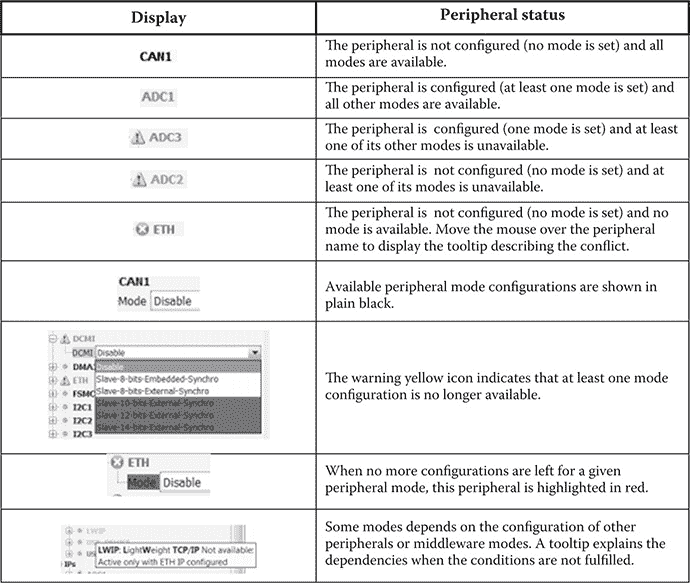 Display
Peripheral status
CAN1
The peripheral is not configured (no mode is set) and all
modes are available.
ADC1
The peripheral is configured (at least one mode is set) and
all other modes are available.
ADC3
The peripheral is configured (one mode is set) and at least
one of its other modes is unavailable.
ADC2
The peripheral is not configured (no mode is set) and at
least one of its modes is unavailable.
ETH
The peripheral is not configured (no mode is set) and no
mode is available. Move the mouse over the peripheral
name to display the tooltip describing the conflict.
CAN1
Mode Disable
Available peripheral mode configurations are shown in
plain black.
DCMI
DCMI Disable
DMA Disable
Slave-8-bits-Embedded-Synchro
ETH
Slave-8-bits-External-Synchro
FSMC
Slave-10-bits-External-Synchro
I2C1
Slave-12-bits-External-Synchro
I2C2
Slave-14-bits-External-Synchro
I2C3
The warning yellow icon indicates that at least one mode
configuration is no longer available.
ETH
Mode Disable
When no more configurations are left for a given
peripheral mode, this peripheral is highlighted in red.
LWIP
LWIP: LightWeight TCP/IP Not available:
IPs
Active only with ETH IP configured
Some modes depends on the configuration of other
peripherals or middleware modes. A tooltip explains the
dependencies when the conditions are not fulfilled.